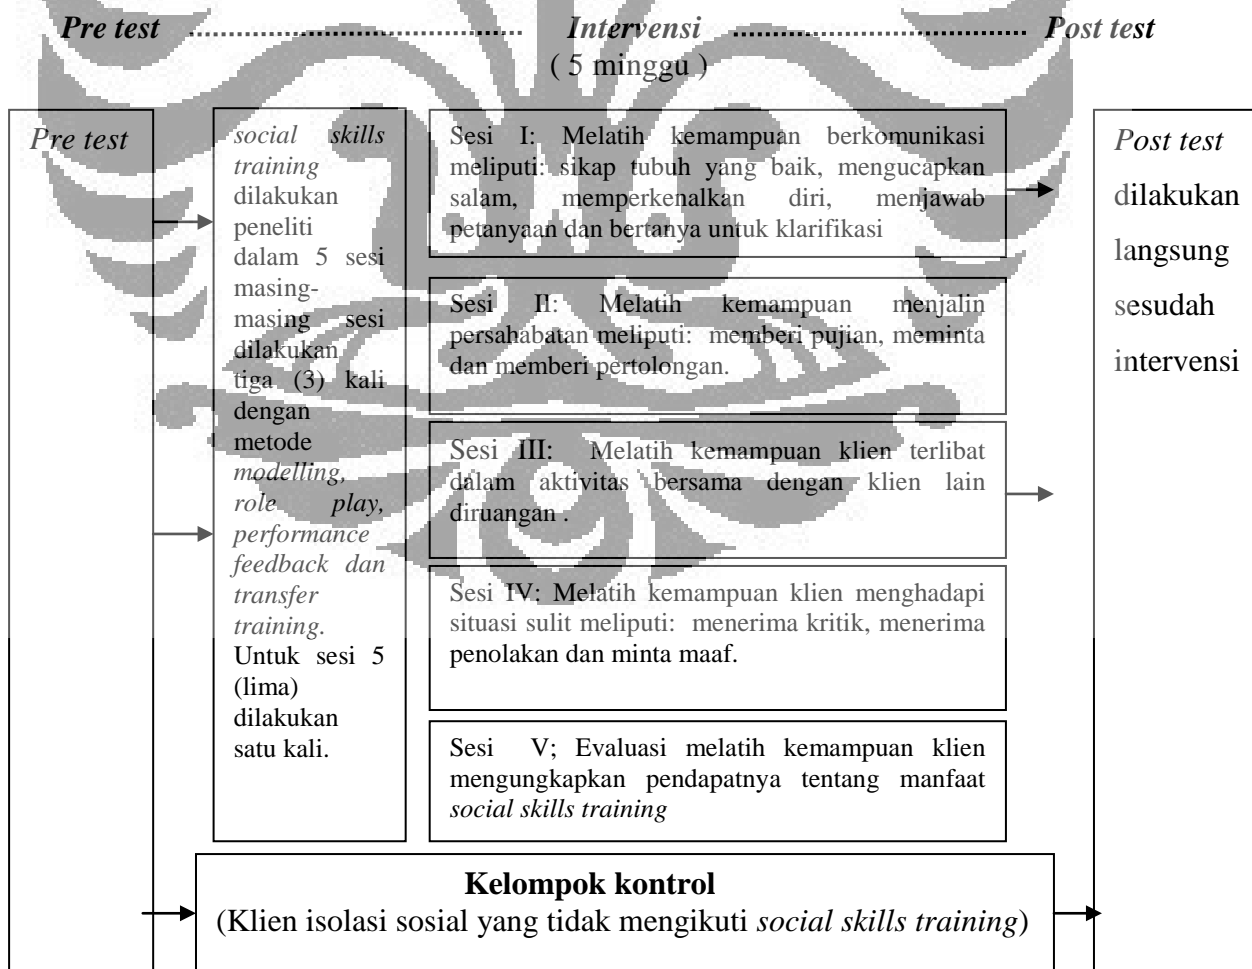 Pre test ........................................................ Intervensi ................................................. Post test
( 5 minggu )
Pre test
social skills
training
dilakukan
peneliti
dalam 5 sesi
masing-
masing sesi
dilakukan
tiga (3) kali
dengan
metode
modelling,
role play,
performance
feedback dan
transfer
training.
Untuk sesi 5
(lima)
dilakukan
satu kali.
Sesi I: Melatih kemampuan berkomunikasi
meliputi: sikap tubuh yang baik, mengucapkan
salam, memperkenalkan diri, menjawab
petanyaan dan bertanya untuk klarifikasi
Sesi II: Melatih kemampuan menjalin
persahabatan meliputi: memberi pujian, meminta
dan memberi pertolongan.
Sesi III: Melatih kemampuan klien terlibat
dalam aktivitas bersama dengan klien lain
diruangan .
Sesi IV: Melatih kemampuan klien menghadapi
situasi sulit meliputi: menerima kritik, menerima
penolakan dan minta maaf.
Sesi V; Evaluasi melatih kemampuan klien
mengungkapkan pendapatnya tentang manfaat
social skills training
Post test
dilakukan
langsung
sesudah
intervensi
Kelompok kontrol
(Klien isolasi sosial yang tidak mengikuti social skills training)